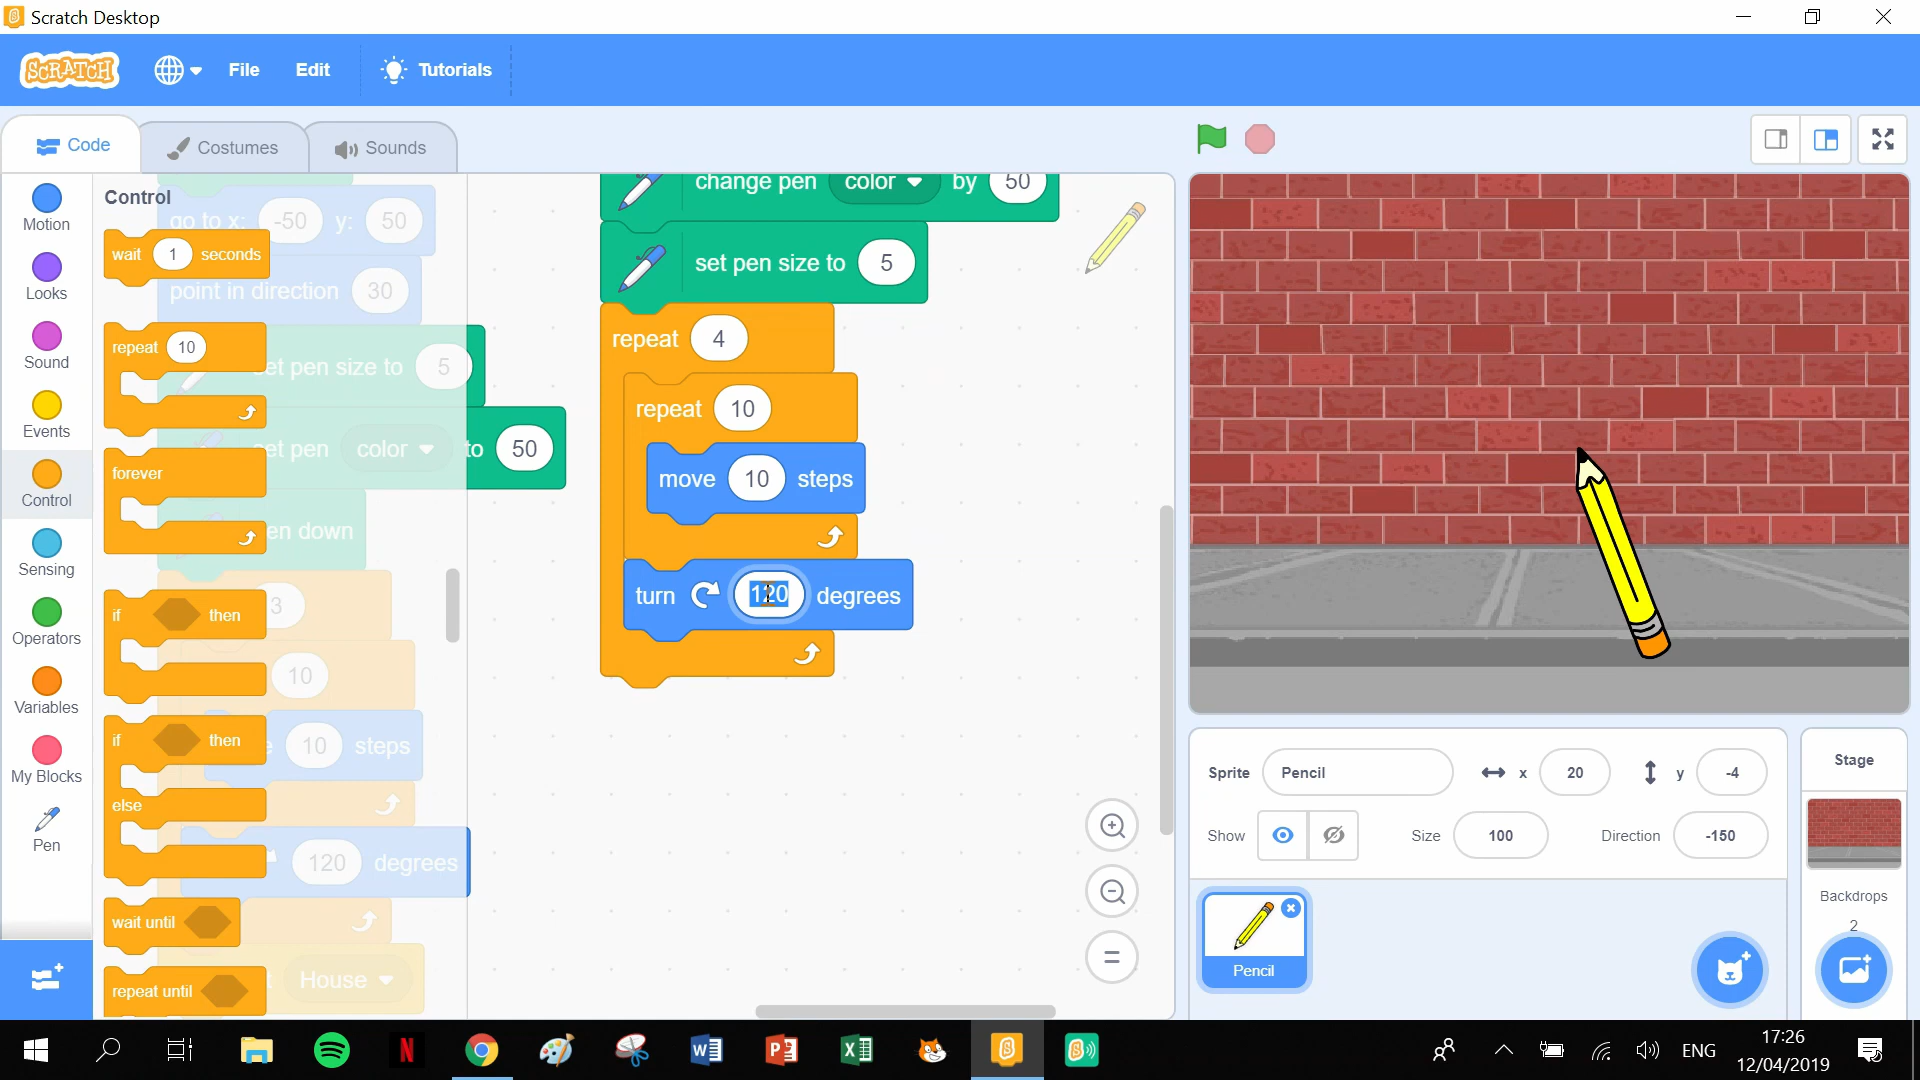 Scratch Desktop
SCRATCH
File
Edit
Tutorials
Code
Costumes
Sounds
Motion
Looks
Sound
Events
Control
Sensing
Operators
Variables
My Blocks
Pen
Control
wait 1 seconds
repeat 10
forever
if then
if then
else
wait until
repeat until
go to x: -50 y: 50
point in direction 30
set pen size to 5
set pen color to 50
pen down
3
10
10 steps
120 degrees
House
change pen color by 50
set pen size to 5
repeat 4
repeat 10
move 10 steps
turn 120 degrees
Sprite Pencil x 20 y -4
Show Size 100 Direction -150
Pencil
Stage
Backdrops
2
ENG
17:26
12/04/2019